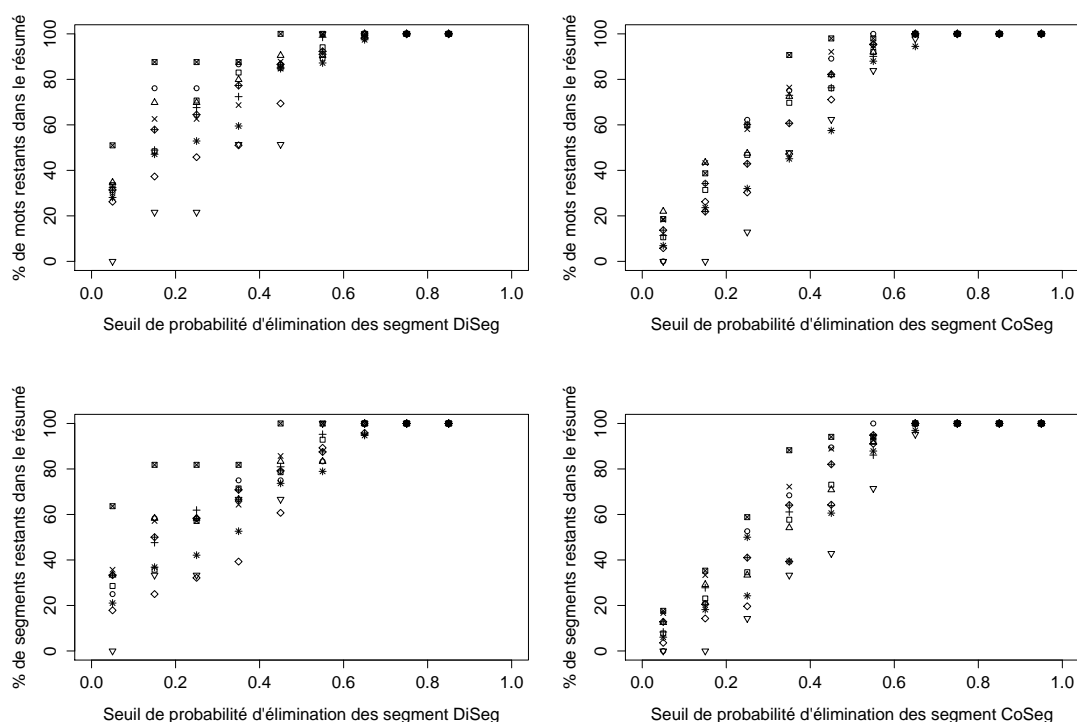 % de mots restants dans le résumé
0 20 40 60 80 100
0.0 0.2 0.4 0.6 0.8 1.0
Seuil de probabilité d'élimination des segment DiSeg
% de mots restants dans le résumé
0 20 40 60 80 100
0.0 0.2 0.4 0.6 0.8 1.0
Seuil de probabilité d'élimination des segment CoSeg
% de segments restants dans le résumé
0 20 40 60 80 100
0.0 0.2 0.4 0.6 0.8 1.0
Seuil de probabilité d'élimination des segment DiSeg
% de segments restants dans le résumé
0 20 40 60 80 100
0.0 0.2 0.4 0.6 0.8 1.0
Seuil de probabilité d'élimination des segment CoSeg